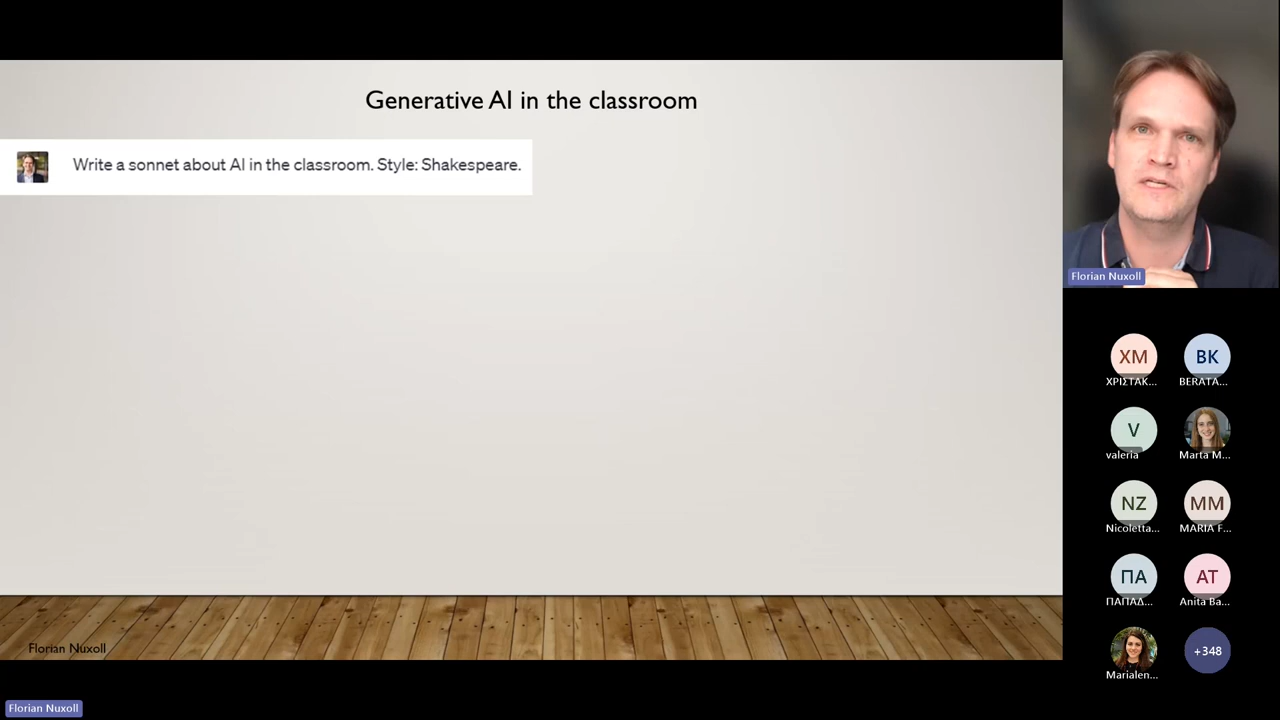 Generative AI in the classroom
Write a sonnet about AI in the classroom. Style: Shakespeare.
Florian Nuxoll
Florian Nuxoll
Florian Nuxoll
XM
BK
ΧΡΙΣΤΑΚ...
BERATA...
V
valeria
Marta M...
NZ
MM
Nicoletta...
MARIA F...
ΠΑ
AT
ΠΑΠΑΔ...
Anita Ba...
Marialen...
+348